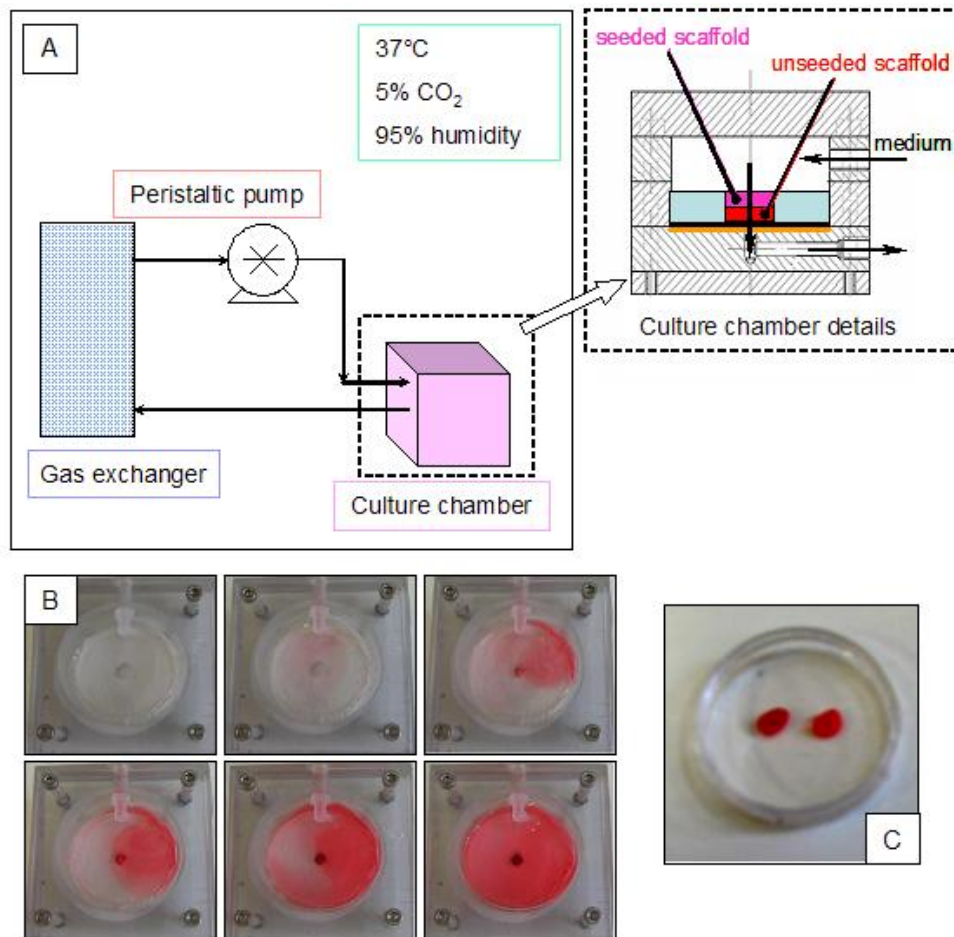 A
37°C
5% CO₂
95% humidity
Peristaltic pump
Gas exchanger
Culture chamber
seeded scaffold
unseeded scaffold
medium
Culture chamber details
B
C